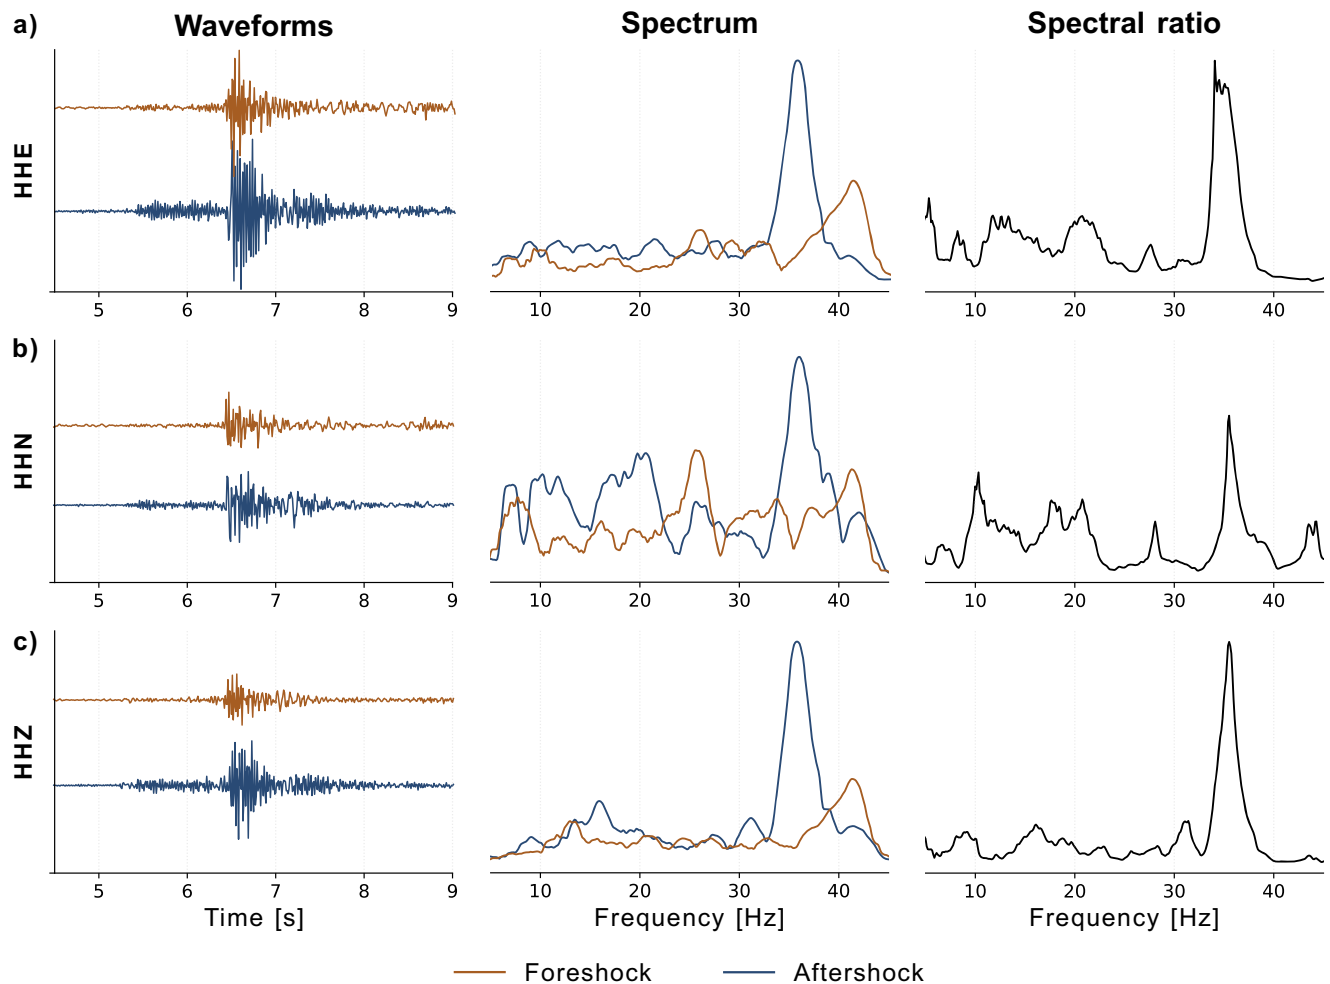 a) Waveforms Spectrum Spectral ratio
HHE
5 6 7 8 9 10 20 30 40 10 20 30 40
b)
HHN
5 6 7 8 9 10 20 30 40 10 20 30 40
c)
HHZ
5 6 7 8 9 10 20 30 40 10 20 30 40
Time [s] Frequency [Hz] Frequency [Hz]
Foreshock Aftershock